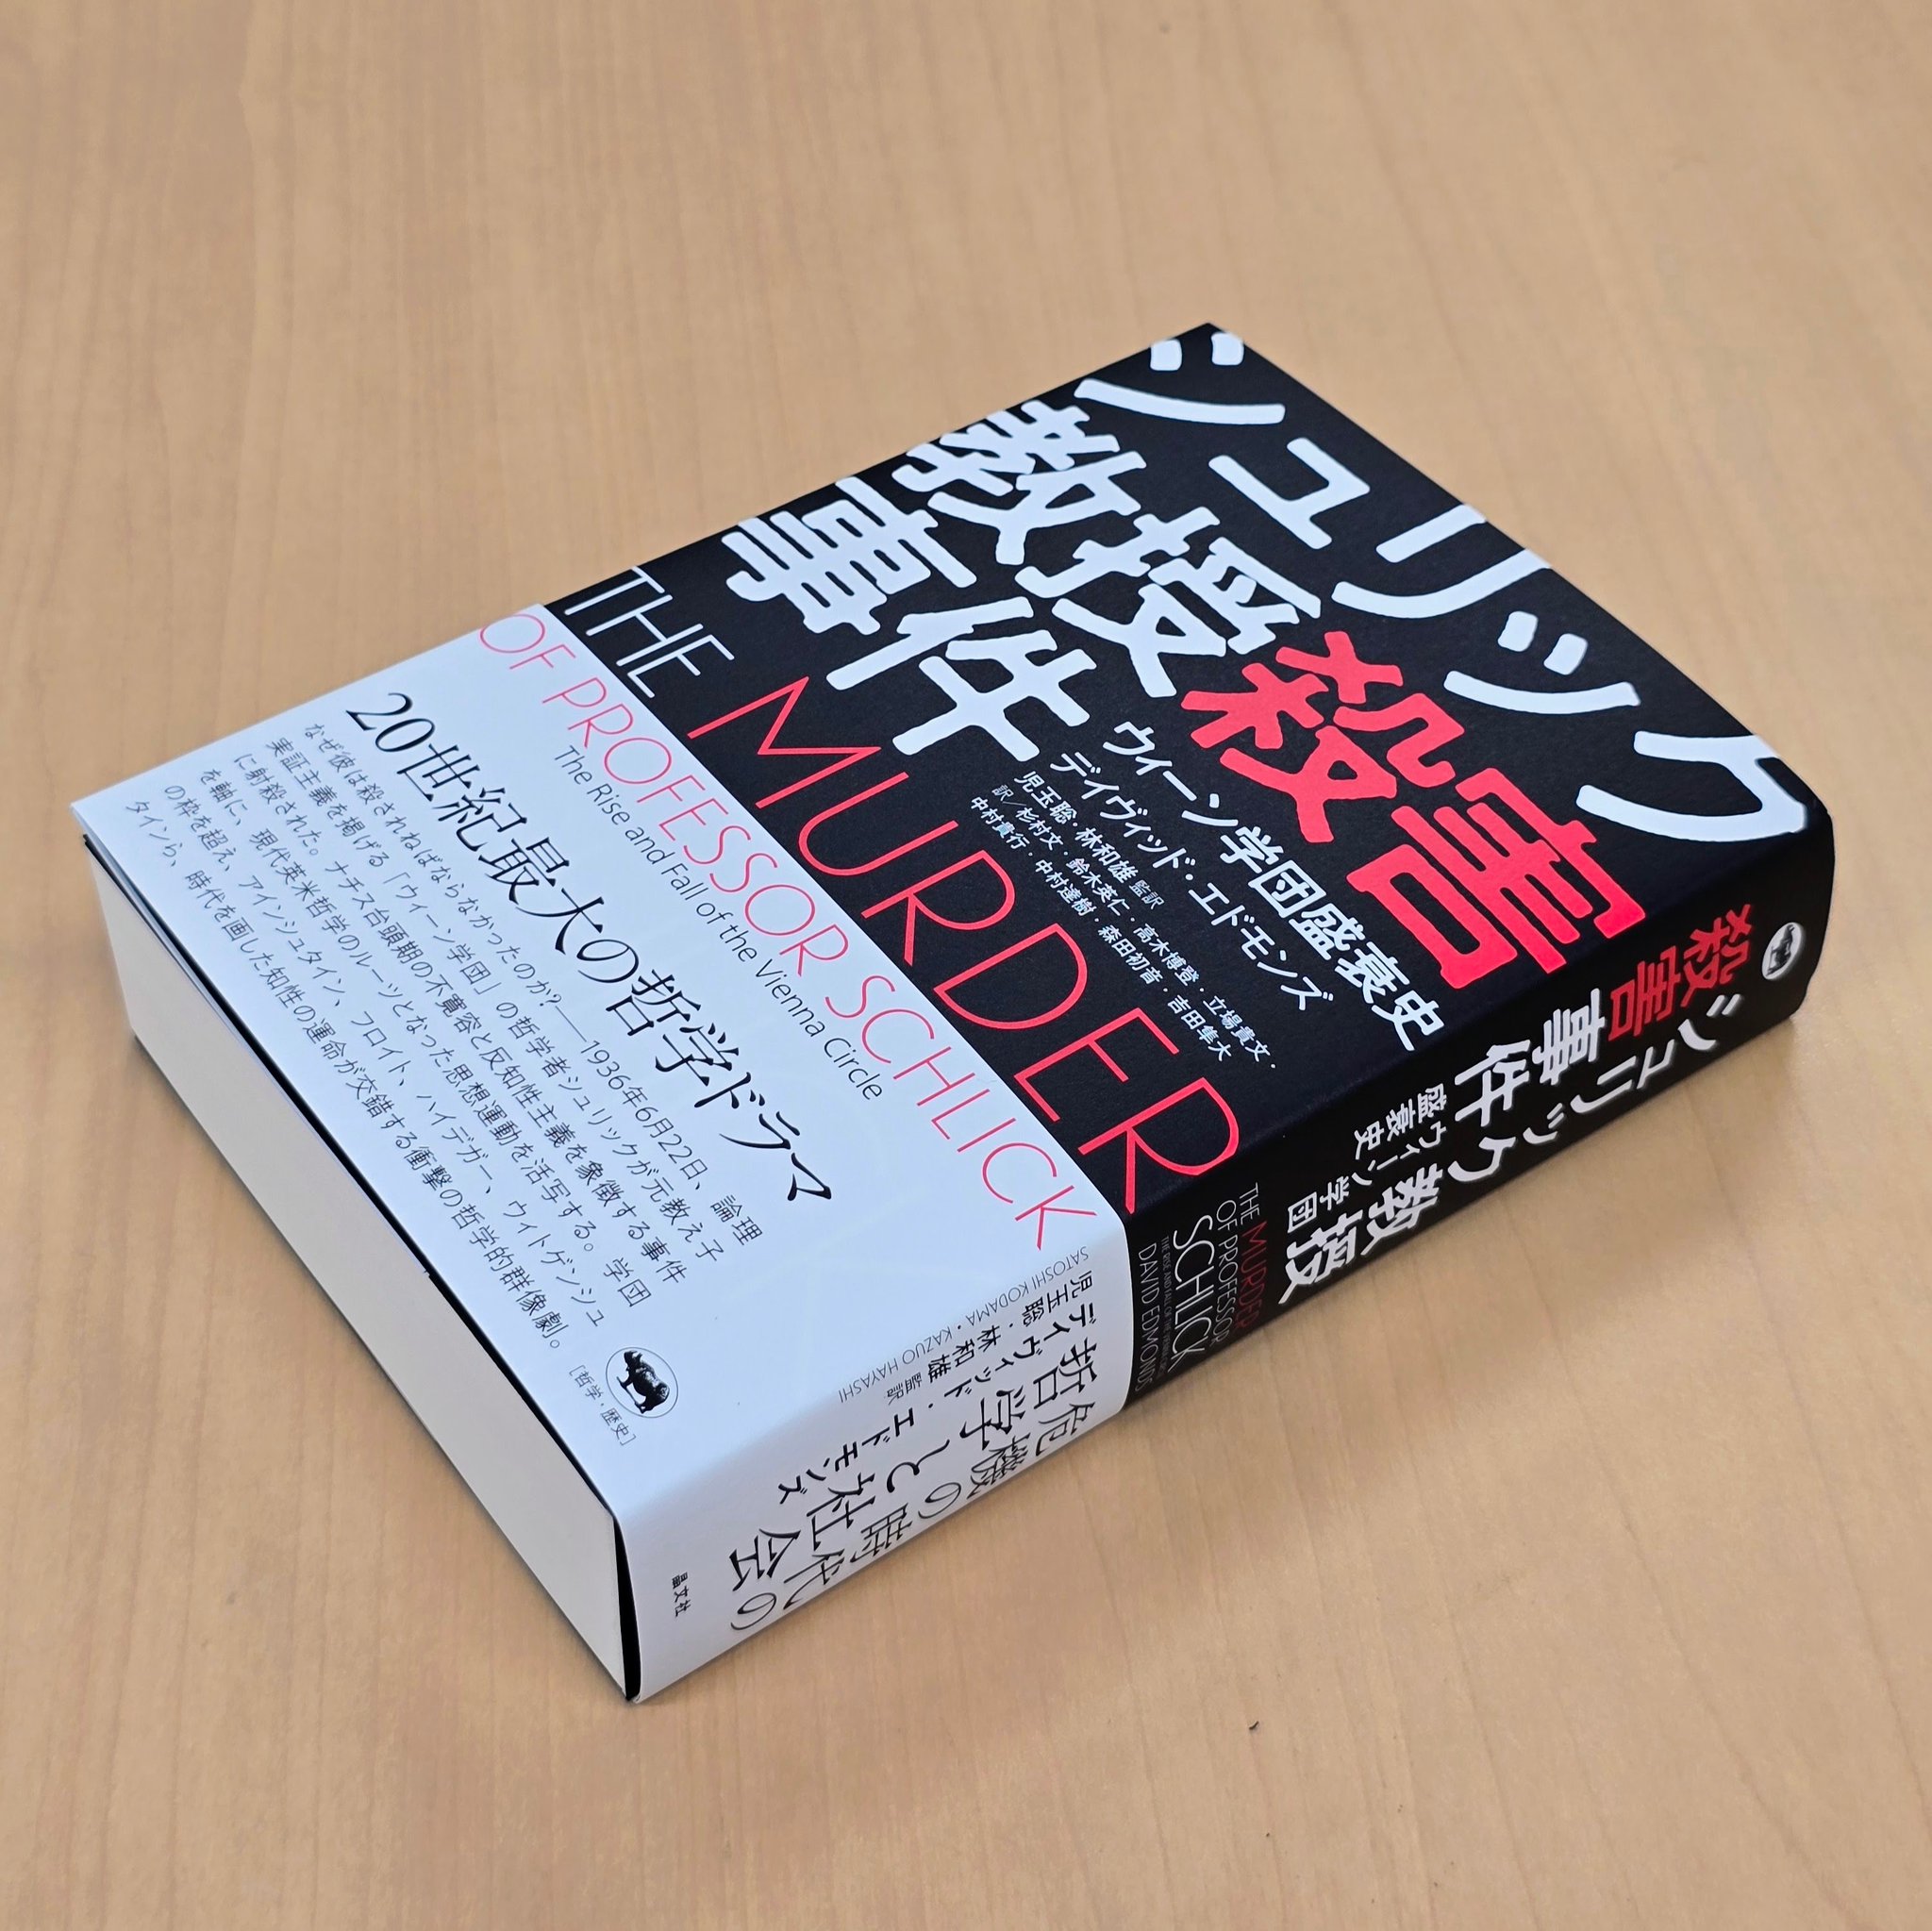 シュリック
教授殺害
事件
ウィーン学団盛衰史
デイヴィッド・エドモンズ
児玉聡・林和雄 監訳
訳／杉村文・鈴木英仁・高木博登・立場貴文・
中村貴行・中村達樹・森田初音・吉田隼大
THE MURDER
OF PROFESSOR SCHLICK
The Rise and Fall of the Vienna Circle
20世紀最大の哲学ドラマ
なぜ彼は殺されねばならなかったのか?──1936年6月22日、論理
実証主義を掲げる「ウィーン学団」の哲学者シュリックが元教え子
に射殺された。ナチス台頭期の不寛容と反知性主義を象徴する事件
を軸に、現代英米哲学のルーツとなった思想運動を活写する。学団
の枠を超え、アインシュタイン、フロイト、ハイデガー、ウィトゲンシュ
タインら、時代を画した知性の運命が交錯する衝撃の哲学的群像劇。
［哲学・歴史］
シュリック教授
殺害事件
ウィーン学団
盛衰史
THE MURDER
OF PROFESSOR
SCHLICK
THE RISE AND FALL OF THE VIENNA CIRCLE
DAVID EDMONDS
SATOSHI KODAMA・KAZUO HAYASHI
デイヴィッド・エドモンズ
児玉聡・林和雄 監訳
危機の時代の
哲学と社会
晶文社